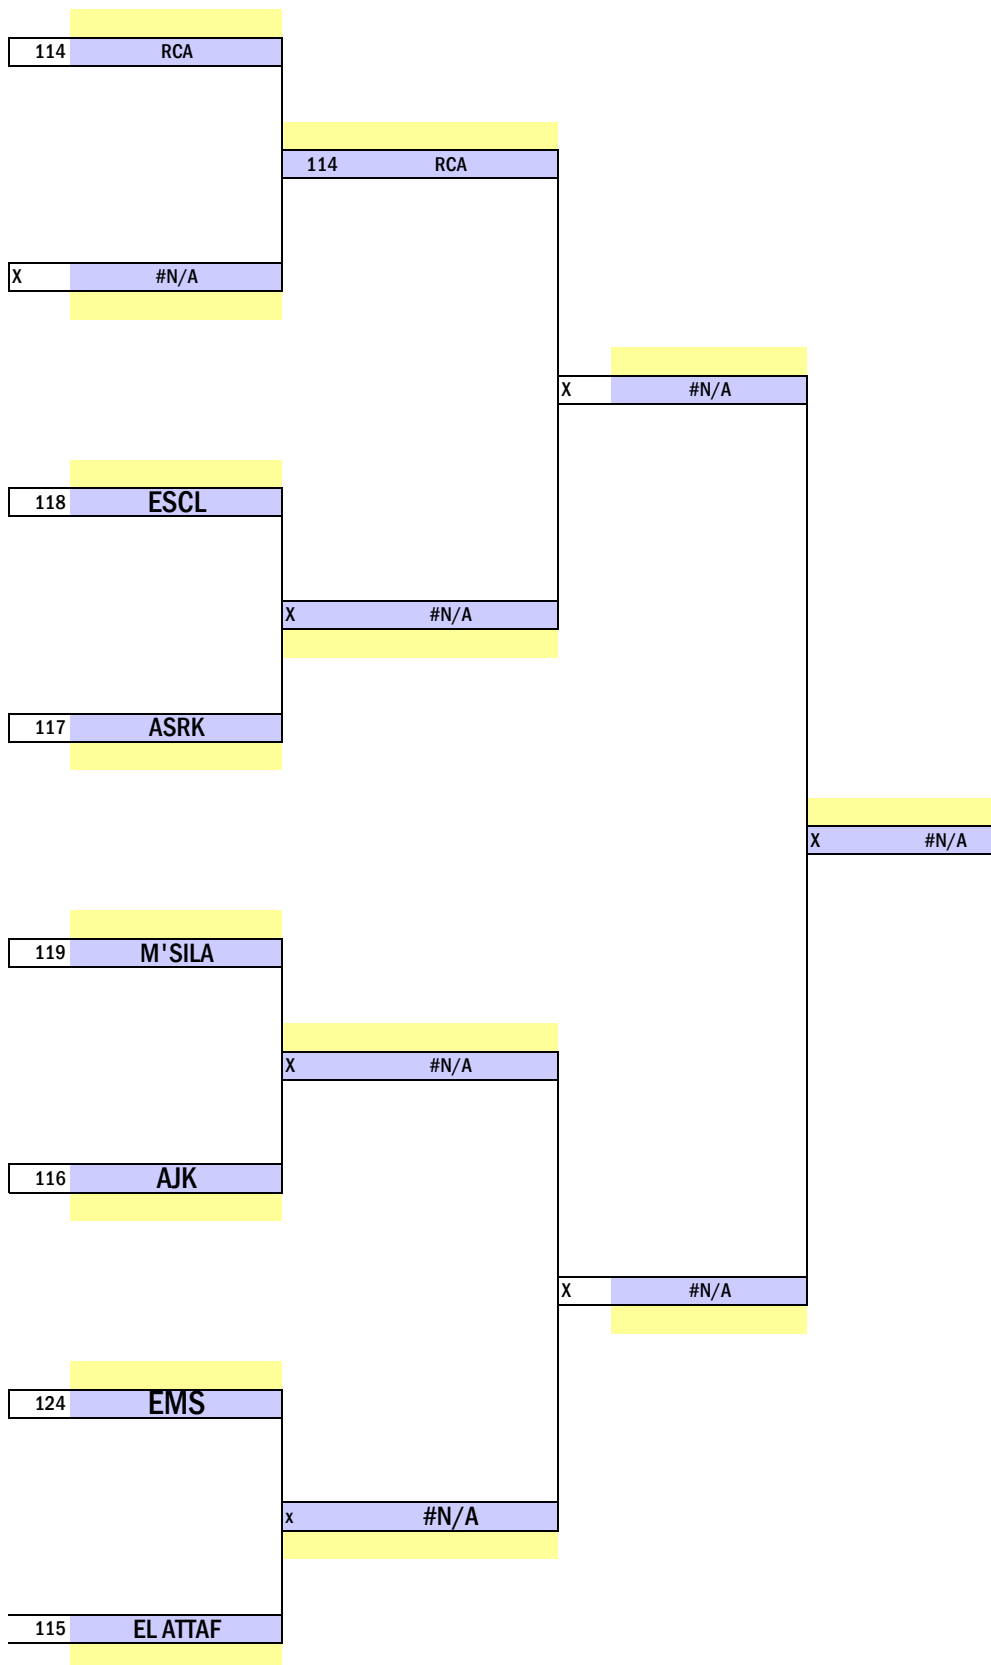 114 RCA
114 RCA
X #N/A
X #N/A
118 ESCL
X #N/A
117 ASRK
X #N/A
119 M'SILA
X #N/A
116 AJK
X #N/A
124 EMS
x #N/A
115 EL ATTAF